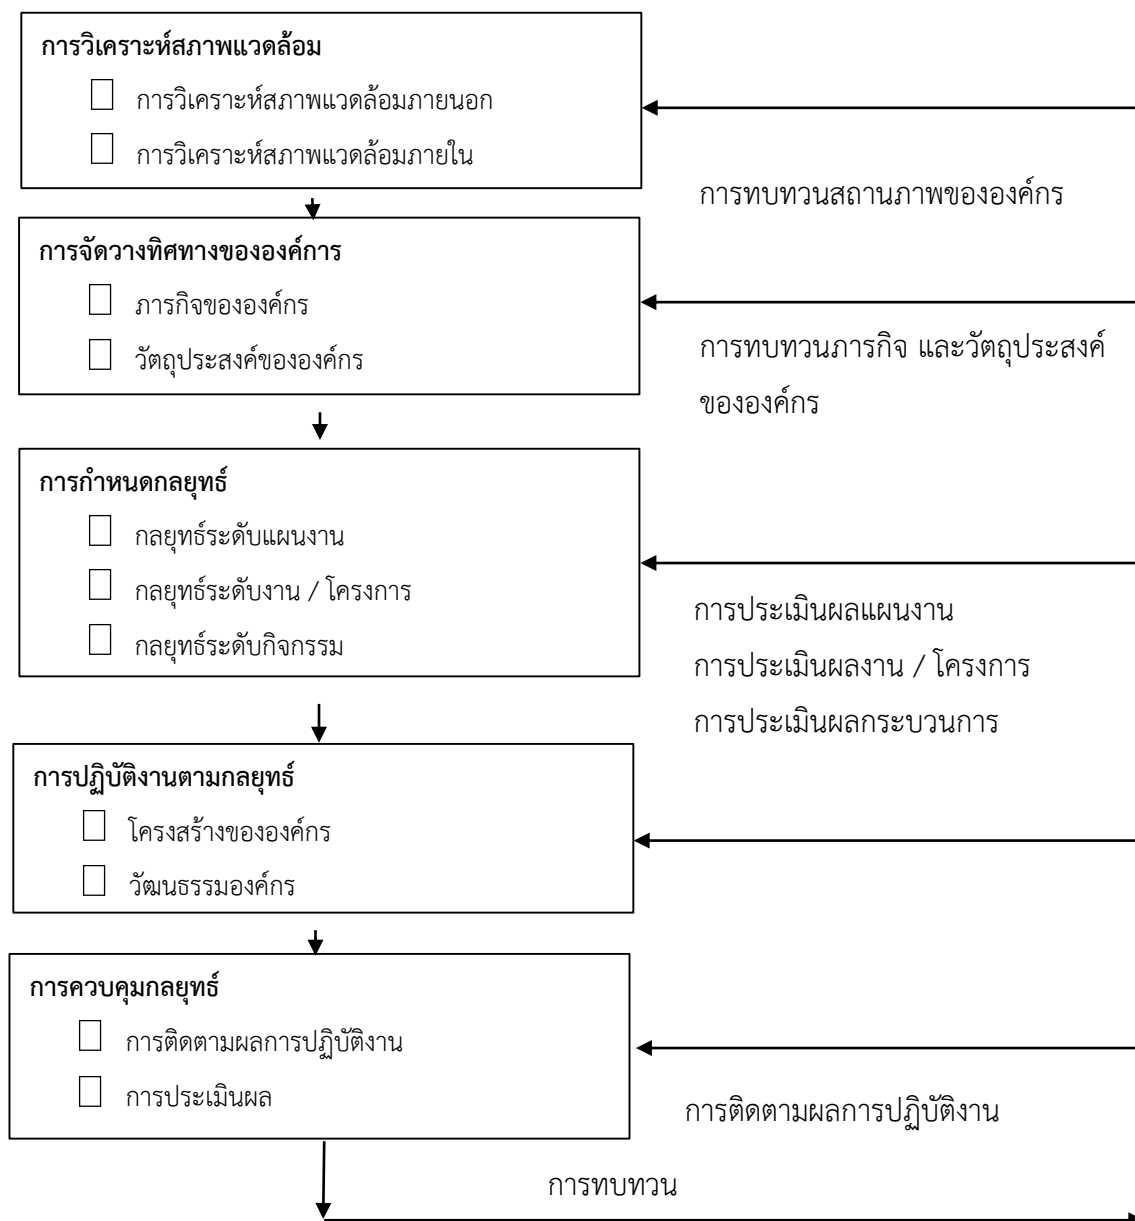 การวิเคราะห์สภาพแวดล้อม
การวิเคราะห์สภาพแวดล้อมภายนอก
การวิเคราะห์สภาพแวดล้อมภายใน
การทบทวนสถานภาพขององค์กร
การจัดวางทิศทางขององค์การ
ภารกิจขององค์กร
วัตถุประสงค์ขององค์กร
การทบทวนภารกิจ และวัตถุประสงค์
ขององค์กร
การกำหนดกลยุทธ์
กลยุทธ์ระดับแผนงาน
กลยุทธ์ระดับงาน / โครงการ
กลยุทธ์ระดับกิจกรรม
การประเมินผลแผนงาน
การประเมินผลงาน / โครงการ
การประเมินผลกระบวนการ
การปฏิบัติงานตามกลยุทธ์
โครงสร้างขององค์กร
วัฒนธรรมองค์กร
การควบคุมกลยุทธ์
การติดตามผลการปฏิบัติงาน
การประเมินผล
การติดตามผลการปฏิบัติงาน
การทบทวน